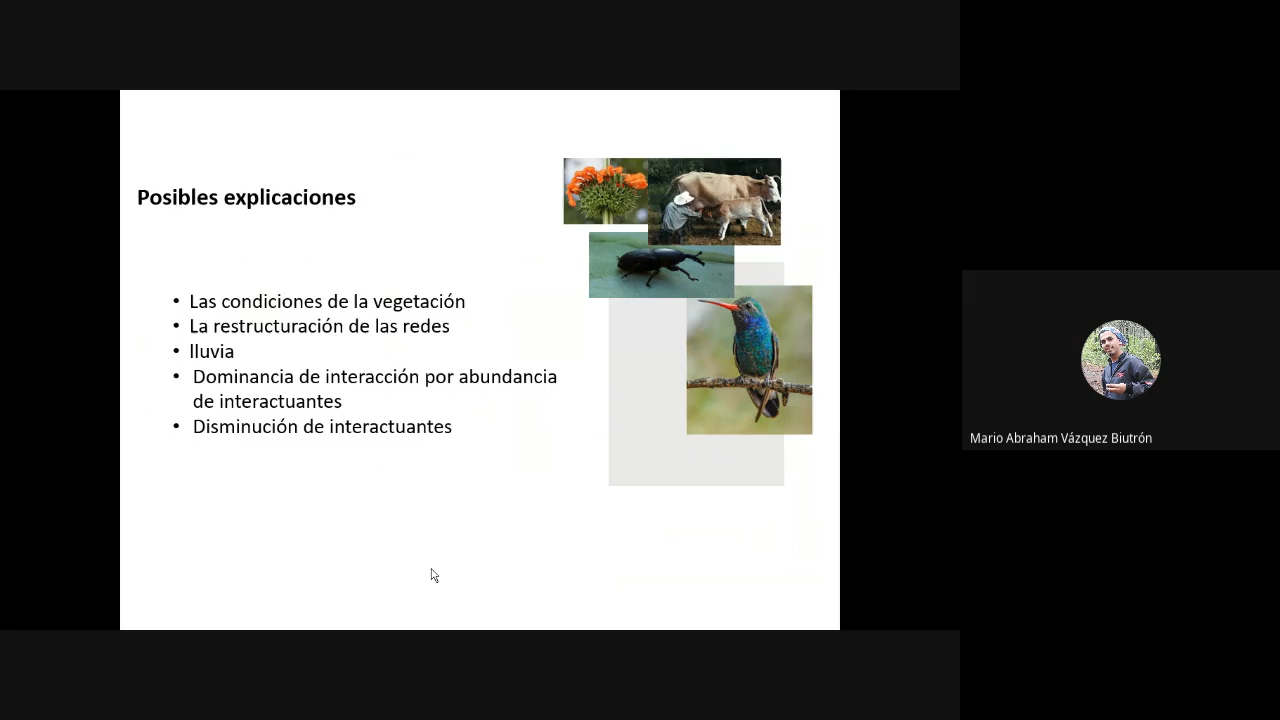 Posibles explicaciones
• Las condiciones de la vegetación
• La restructuración de las redes
• lluvia
• Dominancia de interacción por abundancia
de interactuantes
• Disminución de interactuantes
Mario Abraham Vázquez Biutrón